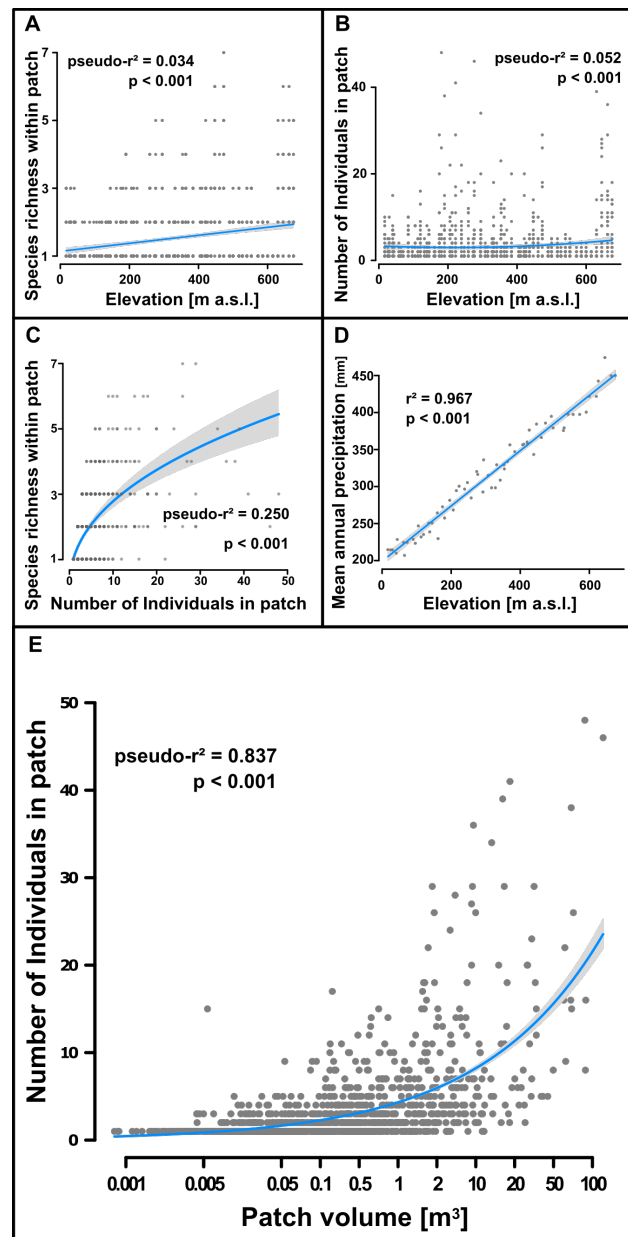 A
pseudo-r² = 0.034
p < 0.001
Species richness within patch
7
5
3
1
0 200 400 600
Elevation [m a.s.l.]
B
pseudo-r² = 0.052
p < 0.001
Number of Individuals in patch
40
20
0
0 200 400 600
Elevation [m a.s.l.]
C
Species richness within patch
7
5
3
1
pseudo-r² = 0.250
p < 0.001
0 10 20 30 40 50
Number of Individuals in patch
D
r² = 0.967
p < 0.001
Mean annual precipitation [mm]
450
400
350
300
250
200
0 200 400 600
Elevation [m a.s.l.]
E
pseudo-r² = 0.837
p < 0.001
Number of Individuals in patch
50
40
30
20
10
0
0.001 0.005 0.05 0.1 0.5 1 2 10 20 50 100
Patch volume [m³]